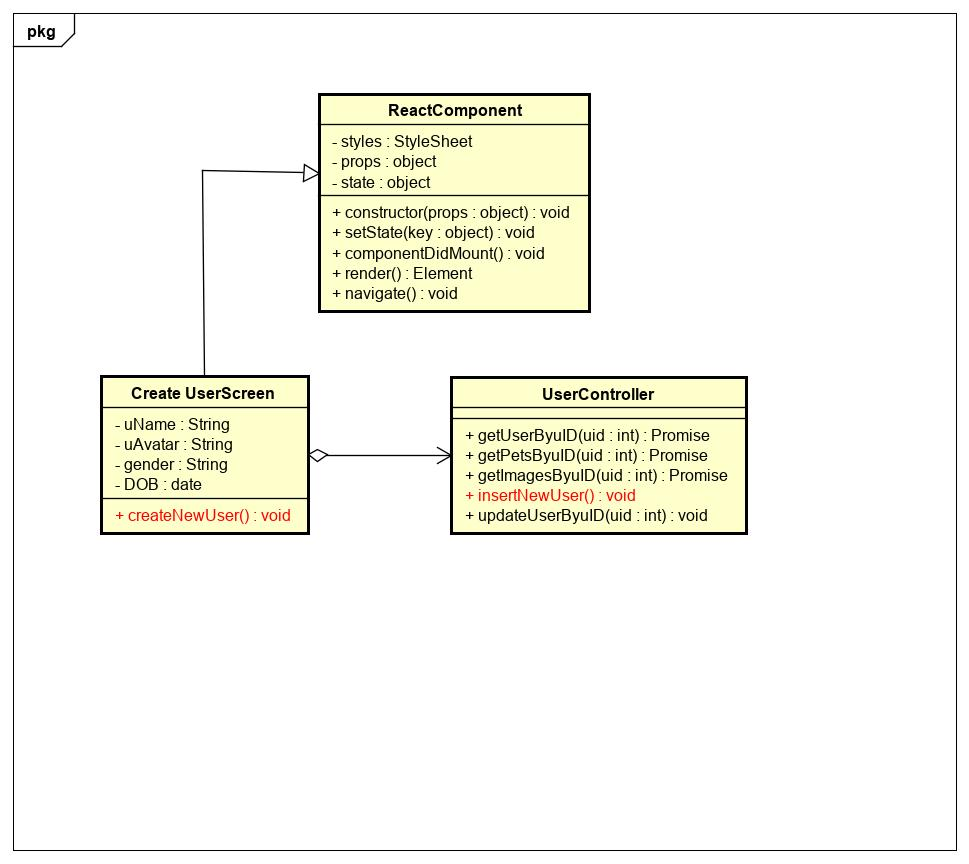 pkg
ReactComponent
- styles : StyleSheet
- props : object
- state : object
+ constructor(props : object) : void
+ setState(key : object) : void
+ componentDidMount() : void
+ render() : Element
+ navigate() : void
Create UserScreen
- uName : String
- uAvatar : String
- gender : String
- DOB : date
+ createNewUser() : void
UserController
+ getUserByuID(uid : int) : Promise
+ getPetsByuID(uid : int) : Promise
+ getImagesByuID(uid : int) : Promise
+ insertNewUser() : void
+ updateUserByuID(uid : int) : void